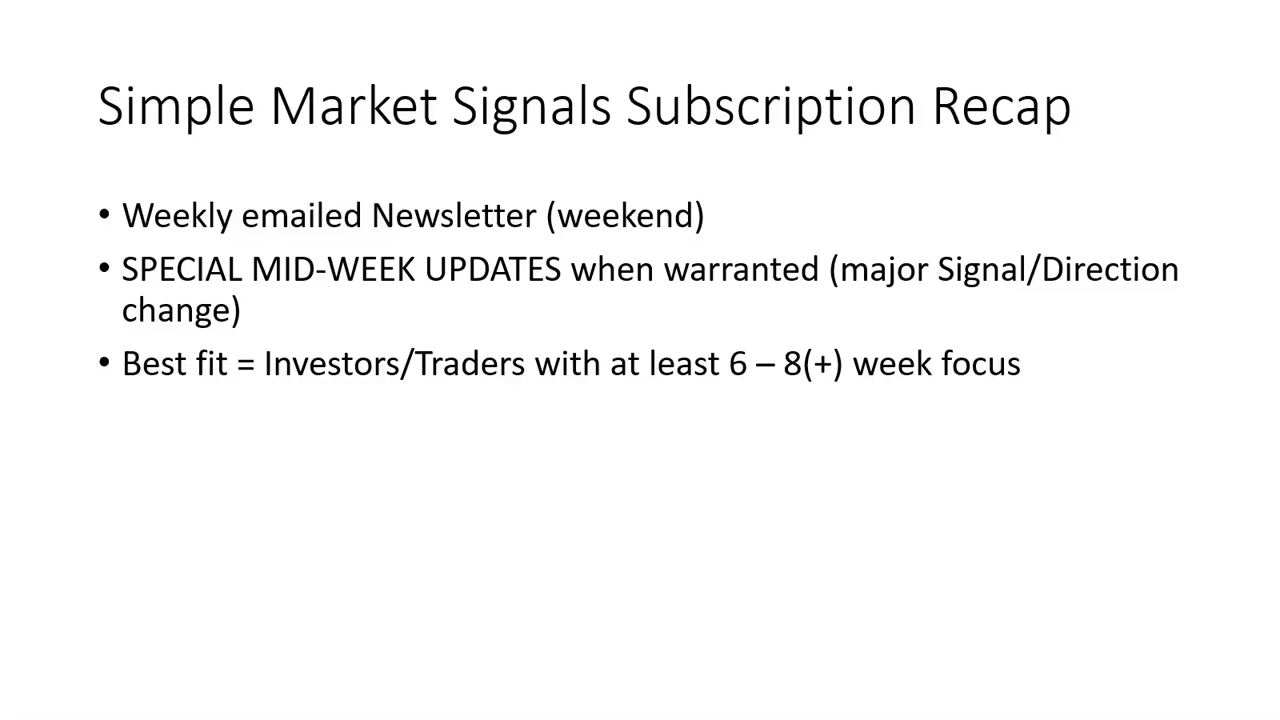 Simple Market Signals Subscription Recap
• Weekly emailed Newsletter (weekend)
• SPECIAL MID-WEEK UPDATES when warranted (major Signal/Direction
change)
• Best fit = Investors/Traders with at least 6 – 8(+) week focus